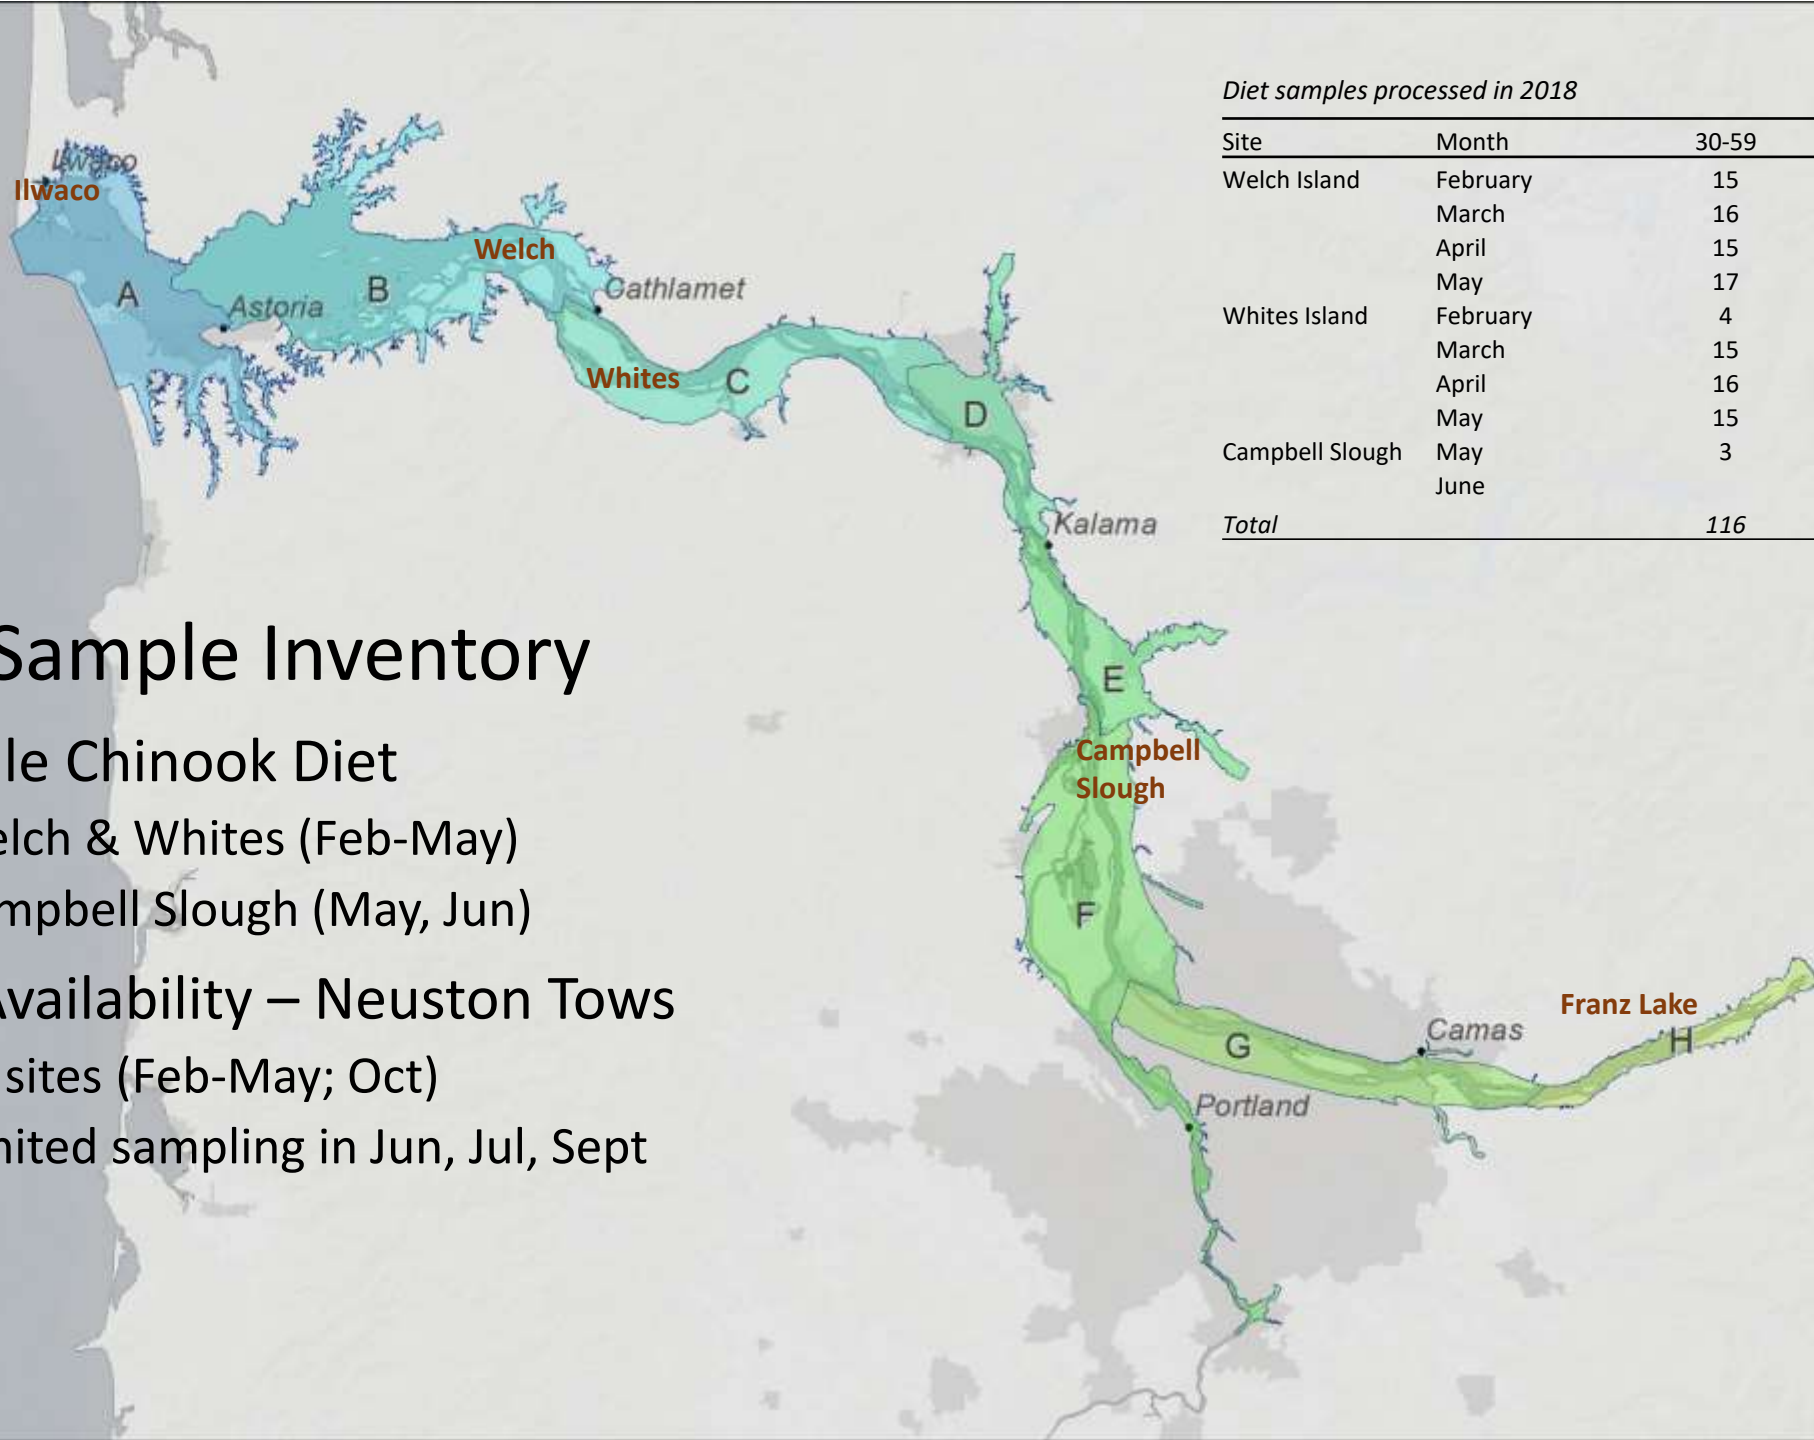 Diet samples processed in 2018
Site Month 30-59
Welch Island February 15
March 16
April 15
May 17
Whites Island February 4
March 15
April 16
May 15
Campbell Slough May 3
June
Total 116
Ilwaco
Ilwaco
A
Astoria
B
Welch
Cathlamet
Whites
C
D
Kalama
E
Campbell
Slough
F
G
Camas
Franz Lake
H
Portland
Sample Inventory
le Chinook Diet
elch & Whites (Feb-May)
mpbell Slough (May, Jun)
Availability – Neuston Tows
sites (Feb-May; Oct)
mited sampling in Jun, Jul, Sept